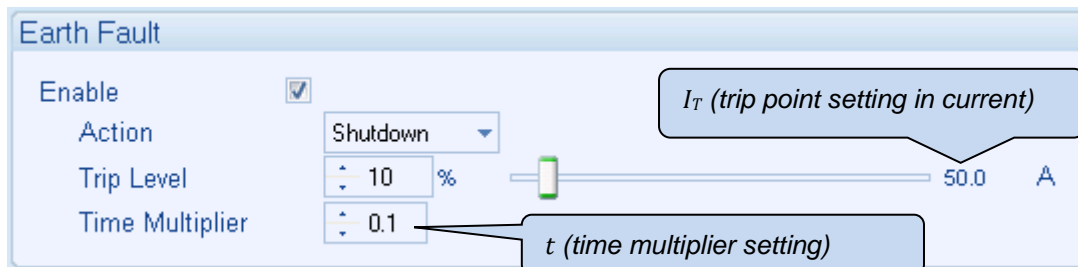 Earth Fault
Enable
I_T (trip point setting in current)
Action Shutdown
Trip Level 10 % 50.0 A
Time Multiplier 0.1
t (time multiplier setting)